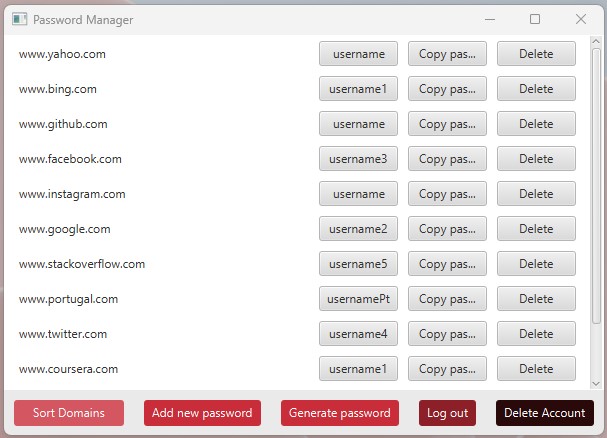 Password Manager
www.yahoo.com username Copy pas... Delete
www.bing.com username1 Copy pas... Delete
www.github.com username Copy pas... Delete
www.facebook.com username3 Copy pas... Delete
www.instagram.com username Copy pas... Delete
www.google.com username2 Copy pas... Delete
www.stackoverflow.com username5 Copy pas... Delete
www.portugal.com usernamePt Copy pas... Delete
www.twitter.com username4 Copy pas... Delete
www.coursera.com username1 Copy pas... Delete
Sort Domains Add new password Generate password Log out Delete Account